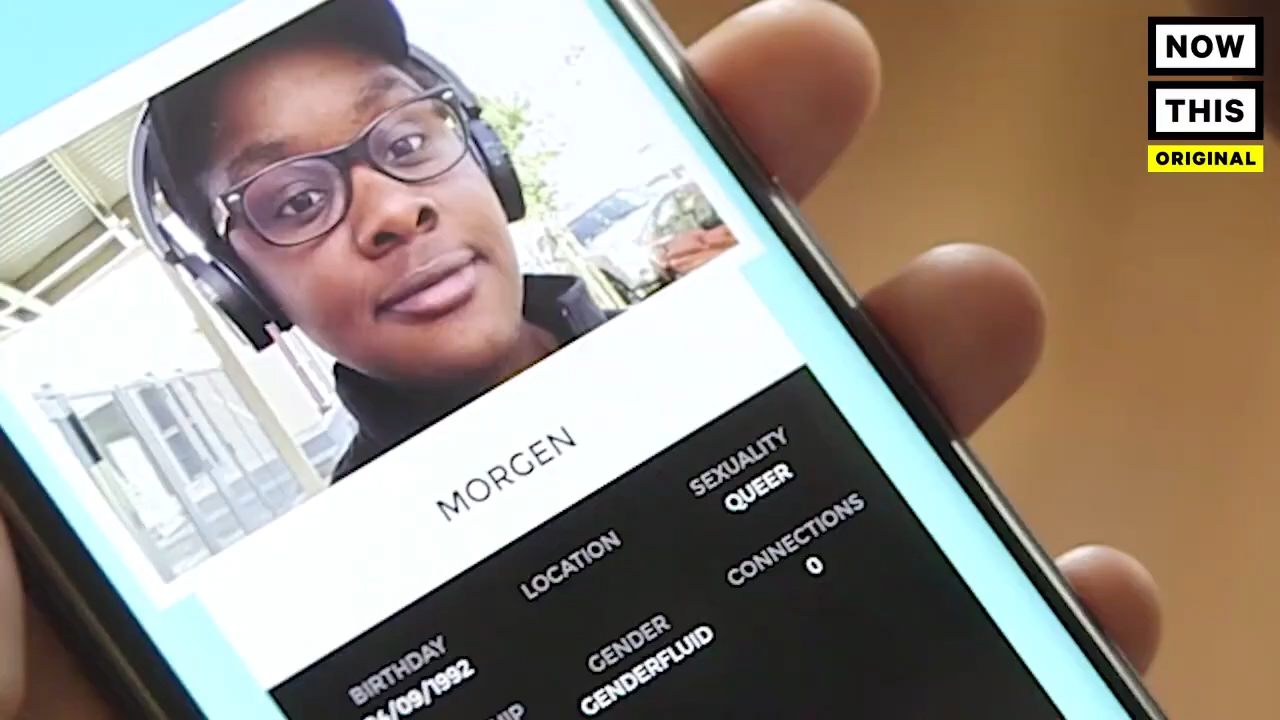 NOW
THIS
ORIGINAL
MORGEN
SEXUALITY
QUEER
LOCATION
CONNECTIONS
0
BIRTHDAY
GENDER
GENDERFLUID